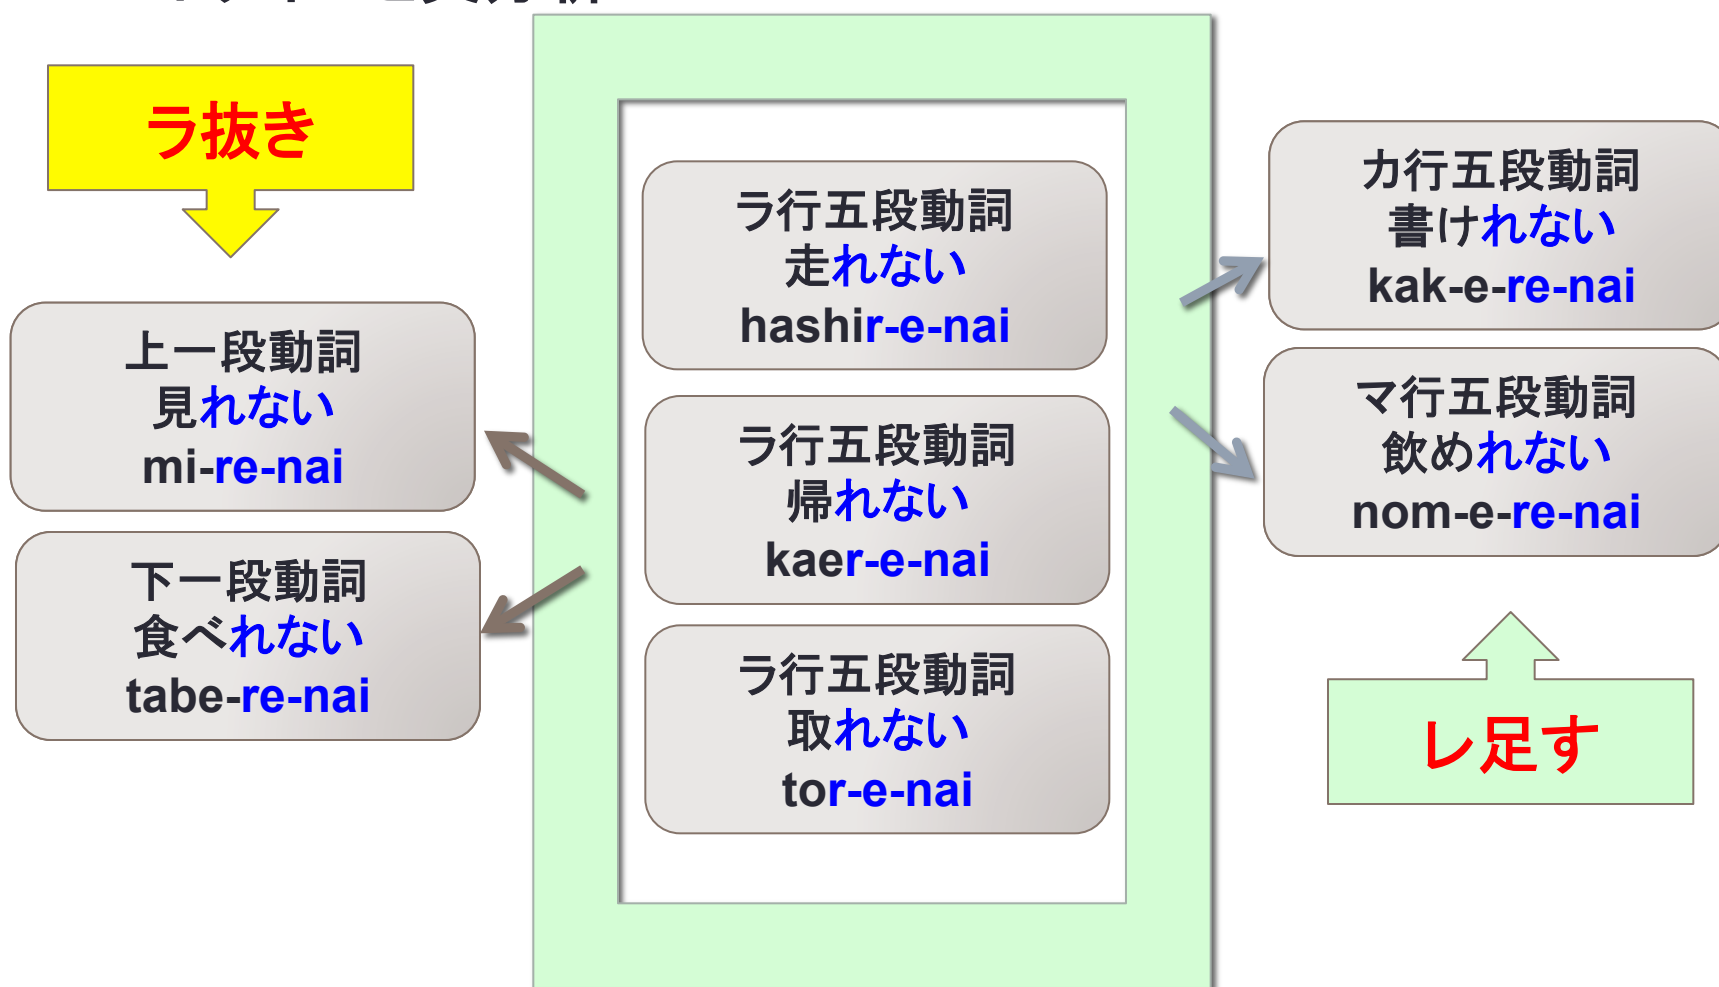 ラ抜き
上一段動詞
見れない
mi-re-nai
下一段動詞
食べれない
tabe-re-nai
ラ行五段動詞
走れない
hashir-e-nai
ラ行五段動詞
帰れない
kaer-e-nai
ラ行五段動詞
取れない
tor-e-nai
カ行五段動詞
書けれない
kak-e-re-nai
マ行五段動詞
飲めれない
nom-e-re-nai
レ足す